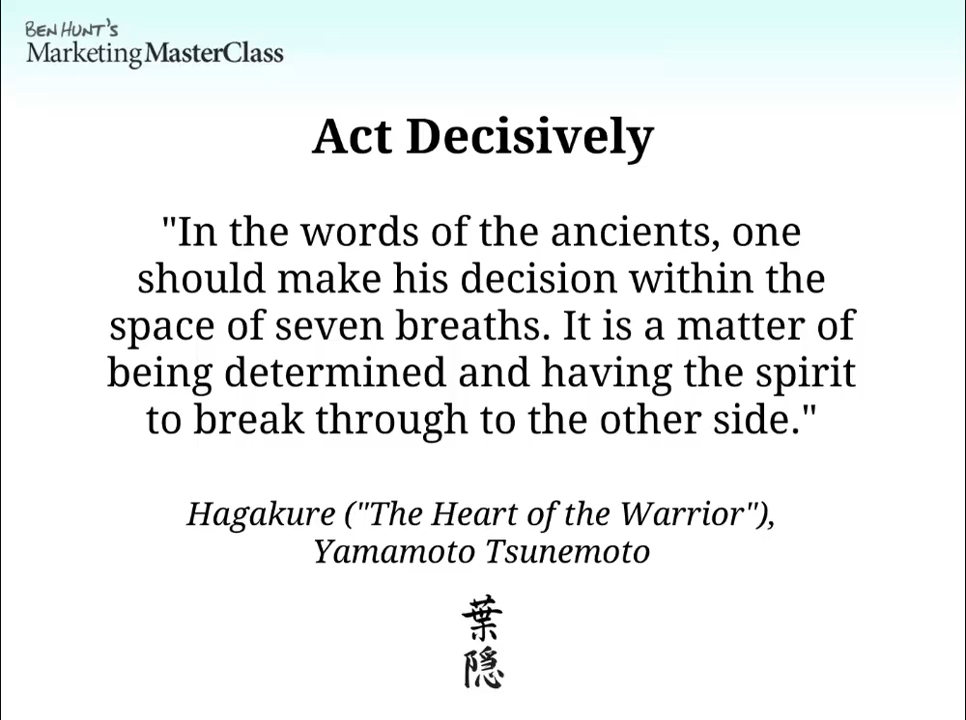 BEN HUNT'S
Marketing MasterClass
Act Decisively
"In the words of the ancients, one
should make his decision within the
space of seven breaths. It is a matter of
being determined and having the spirit
to break through to the other side."
Hagakure ("The Heart of the Warrior"),
Yamamoto Tsunemoto
葉
隠